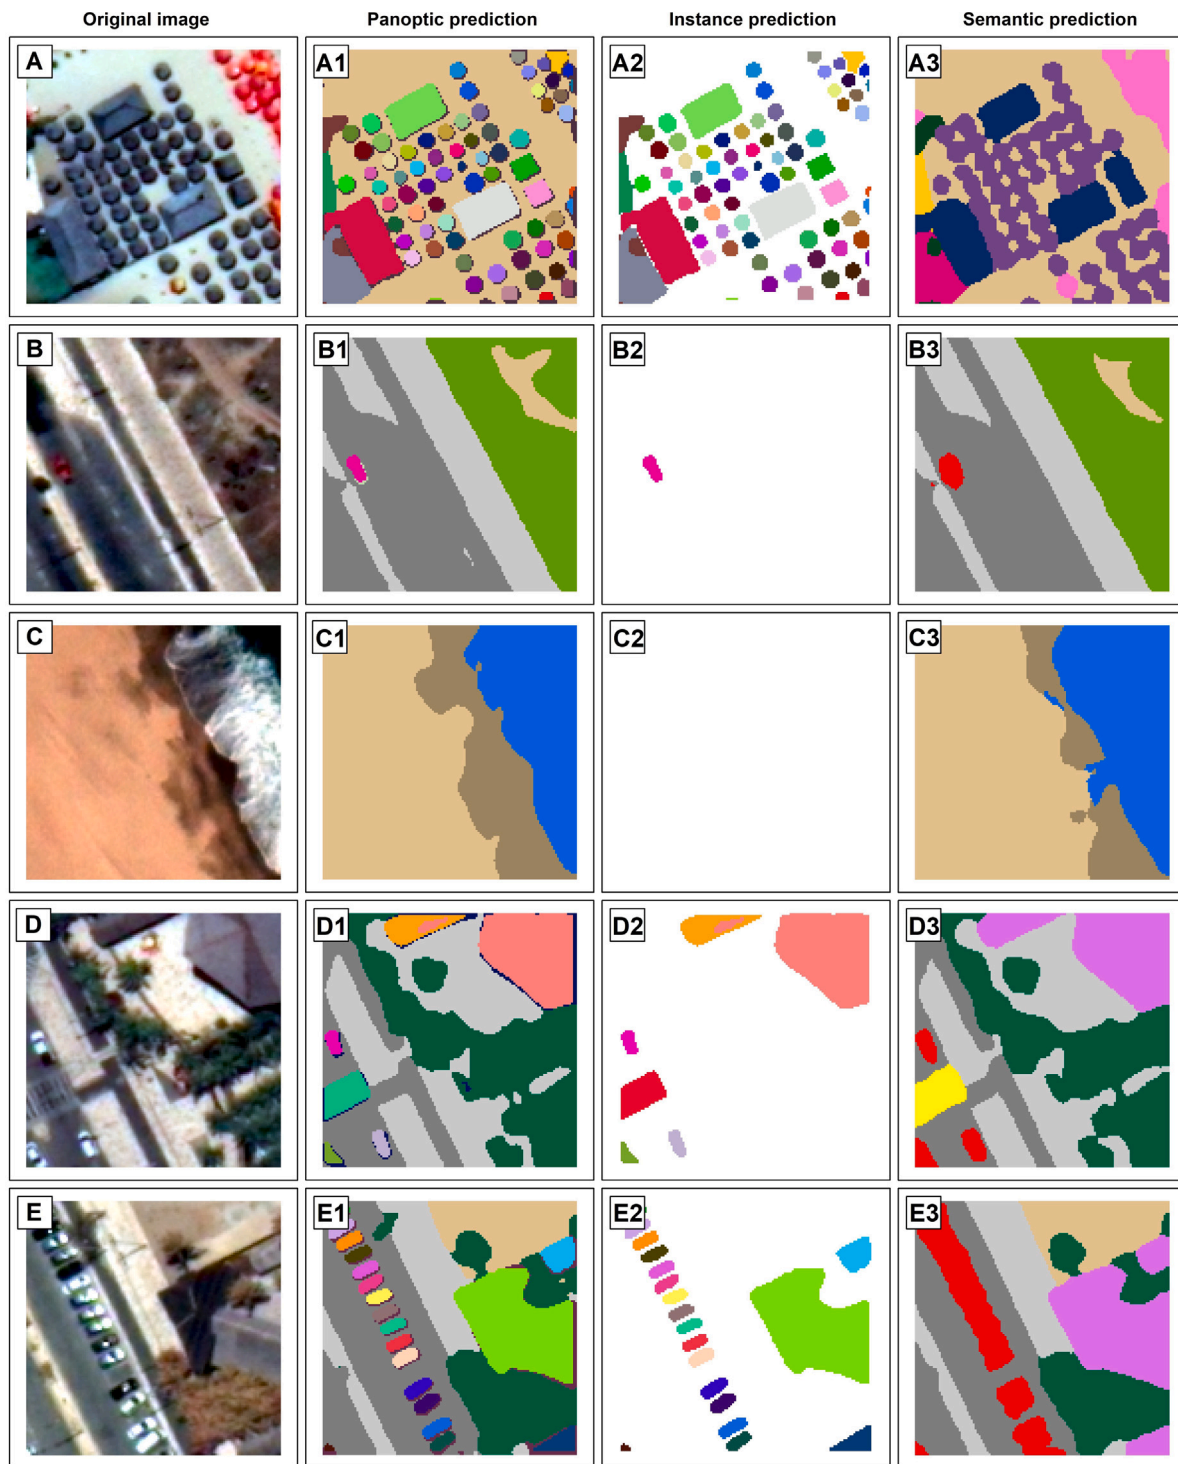 Original image Panoptic prediction Instance prediction Semantic prediction
A A1 A2 A3
B B1 B2 B3
C C1 C2 C3
D D1 D2 D3
E E1 E2 E3